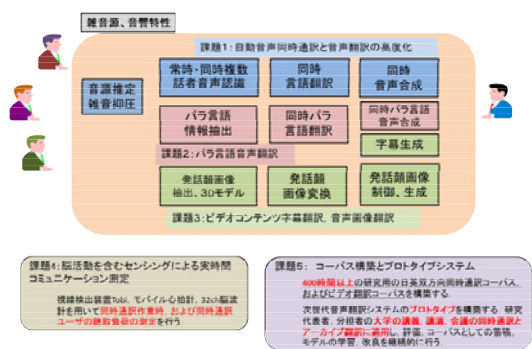 雑音源、音響特性
課題1:自動音声同時通訳と音声翻訳の高度化
音源推定
雑音抑圧
常時・同時複数
話者音声認識
同時
言語翻訳
同時
音声合成
パラ言語
情報抽出
同時パラ
言語翻訳
同時パラ言語
音声合成
字幕生成
課題2:パラ言語音声翻訳
発話顔画像
抽出、3Dモデル
発話顔
画像変換
発話顔画像
制御、生成
課題3:ビデオコンテンツ字幕翻訳, 音声画像翻訳
課題4:脳活動を含むセンシングによる実時間
コミュニケーション測定
視線検出装置Tobi、モバイル心拍計、32ch脳波
計を用いて同時通訳作業時、および同時通訳
ユーザの聴取負荷の測定を行う
課題5: コーパス構築とプロトタイプシステム
400時間以上の研究用の日英双方向同時通訳コーパス、
およびビデオ翻訳コーパスを構築する.
次世代音声翻訳システムのプロトタイプを構築する. 研究
代表者、分担者の大学の講義、講演、会議の同時通訳と
アーカイブ翻訳に適用し、評価、コーパスとしての蓄積、
モデルの学習、改良を継続的に行う